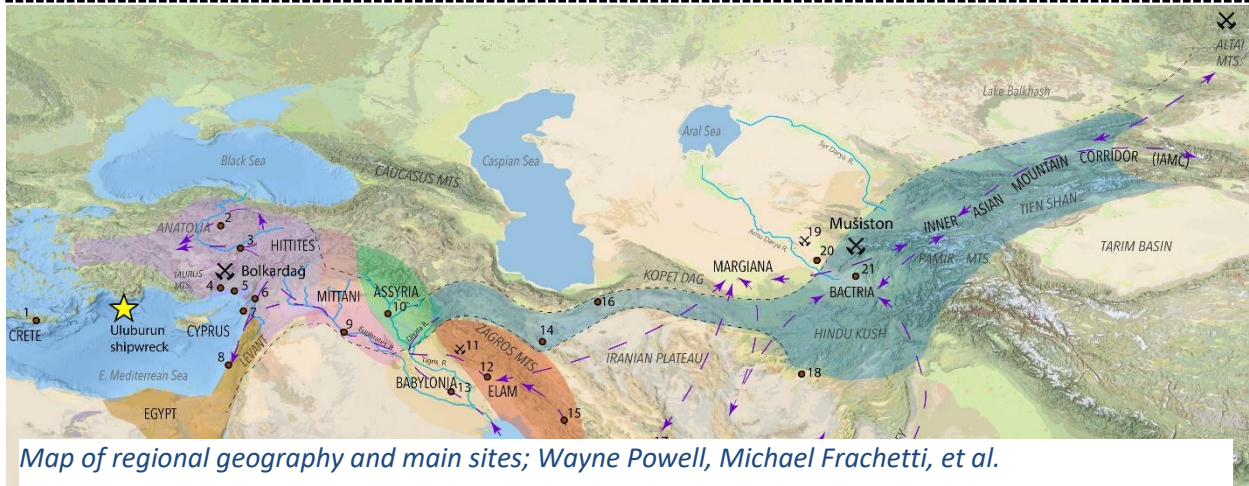 ALTAI
MTS.
Lake Balkhash
Aral Sea
Syr Darya R.
Black Sea
Caspian Sea
CAUCASUS MTS.
INNER ASIAN MOUNTAIN CORRIDOR (IAMC)
TIEN SHAN
TARIM BASIN
Mušiston
19
20
21
Amu Darya R.
PAMIR MTS.
ANATOLIA
2
3
HITTITES
MARGIANA
KOPET DAG
BACTRIA
TAURUS
MTS.
Bolkardag
4
5
6
7
MITTANI
ASSYRIA
10
16
HINDU KUSH
1
CRETE
Uluburun
shipwreck
CYPRUS
LEVANT
9
Euphrates R.
Diyala R.
ZAGROS MTS.
14
IRANIAN PLATEAU
11
8
E. Mediterrean Sea
Tigris R.
12
ELAM
BABYLONIA
13
18
EGYPT
15
Map of regional geography and main sites; Wayne Powell, Michael Frachetti, et al.